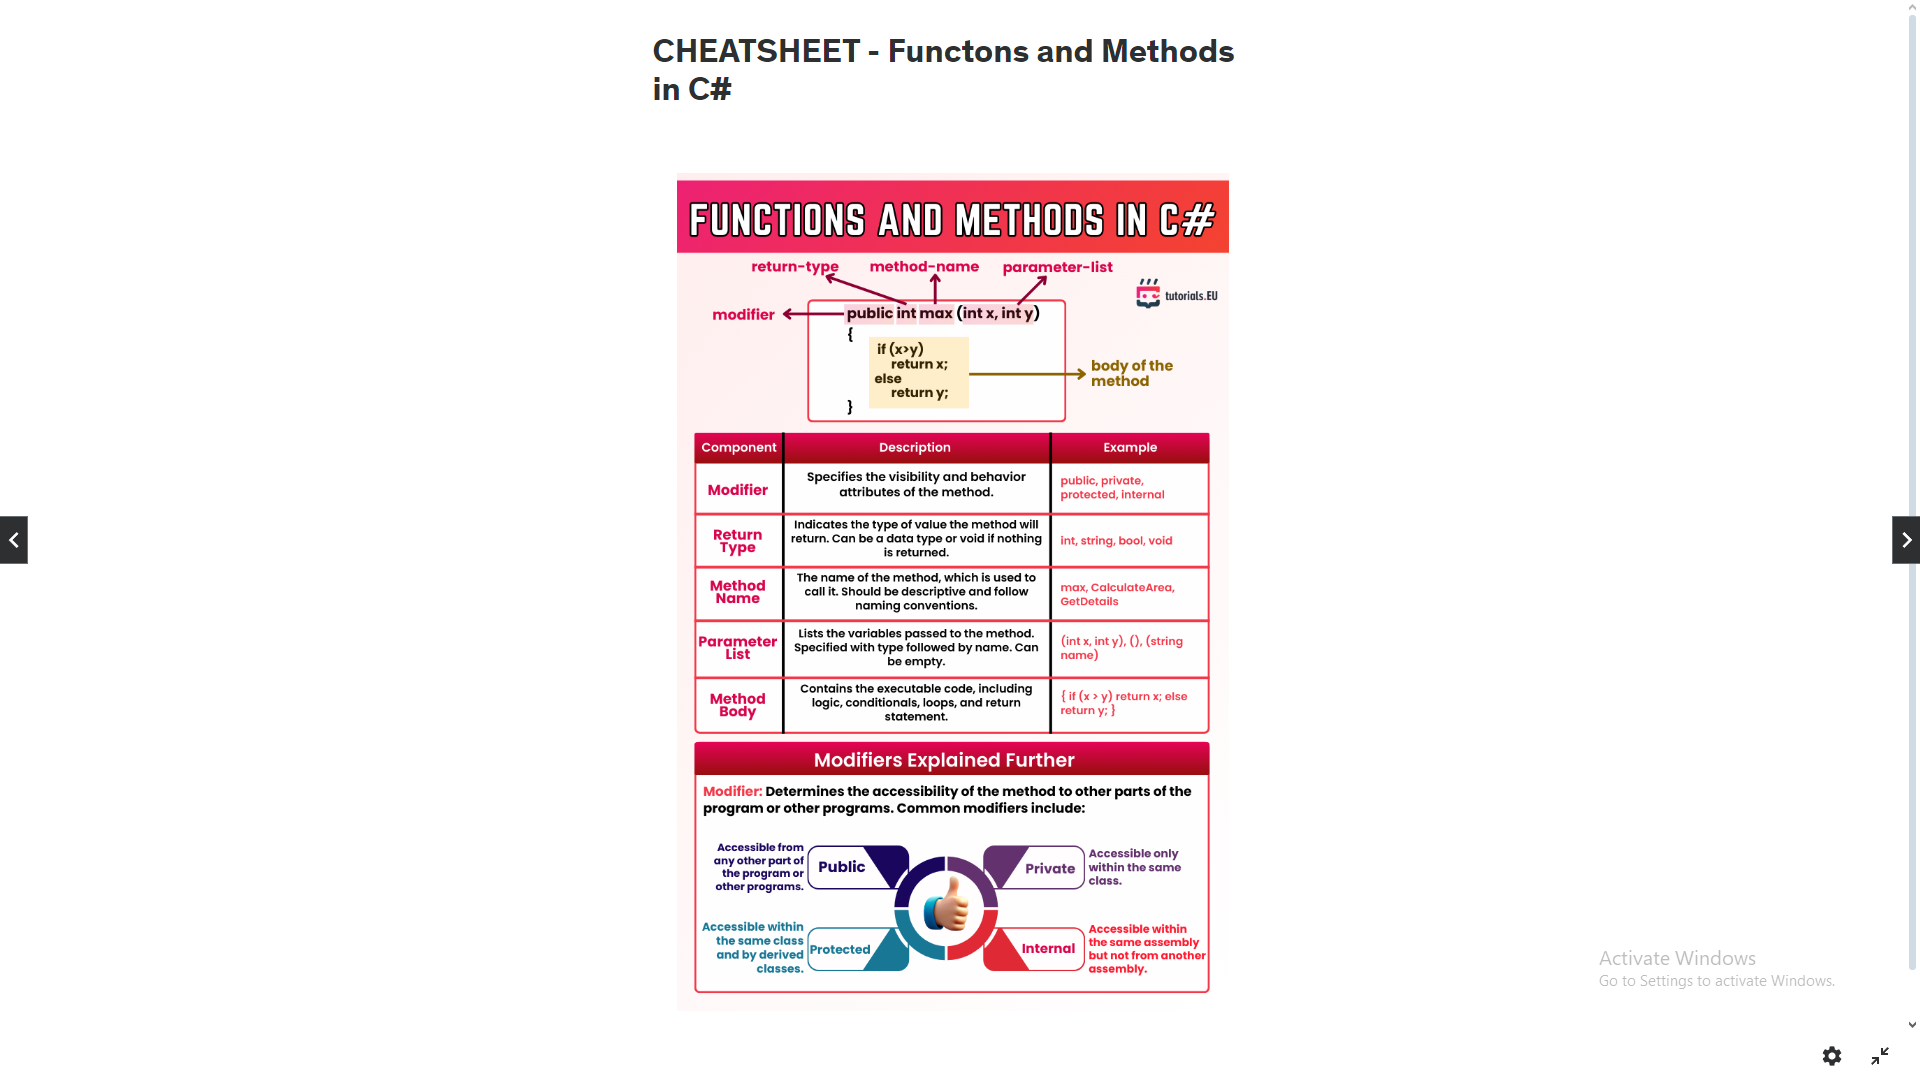 CHEATSHEET - Functons and Methods
in C#
FUNCTIONS AND METHODS IN C#
return-type
method-name
parameter-list
tutorials.EU
modifier
public int max (int x, int y)
{
if (x>y)
return x;
else
return y;
}
body of the
method
Component
Description
Example
Modifier
Specifies the visibility and behavior
attributes of the method.
public, private,
protected, internal
Return
Type
Indicates the type of value the method will
return. Can be a data type or void if nothing
is returned.
int, string, bool, void
Method
Name
The name of the method, which is used to
call it. Should be descriptive and follow
naming conventions.
max, CalculateArea,
GetDetails
Parameter
List
Lists the variables passed to the method.
Specified with type followed by name. Can
be empty.
(int x, int y), (), (string
name)
Method
Body
Contains the executable code, including
logic, conditionals, loops, and return
statement.
{ if (x > y) return x; else
return y; }
Modifiers Explained Further
Modifier: Determines the accessibility of the method to other parts of the
program or other programs. Common modifiers include:
Accessible from
any other part of
the program or
other programs.
Public
Private
Accessible only
within the same
class.
Accessible within
the same class
and by derived
classes.
Protected
Internal
Accessible within
the same assembly
but not from another
assembly.
Activate Windows
Go to Settings to activate Windows.